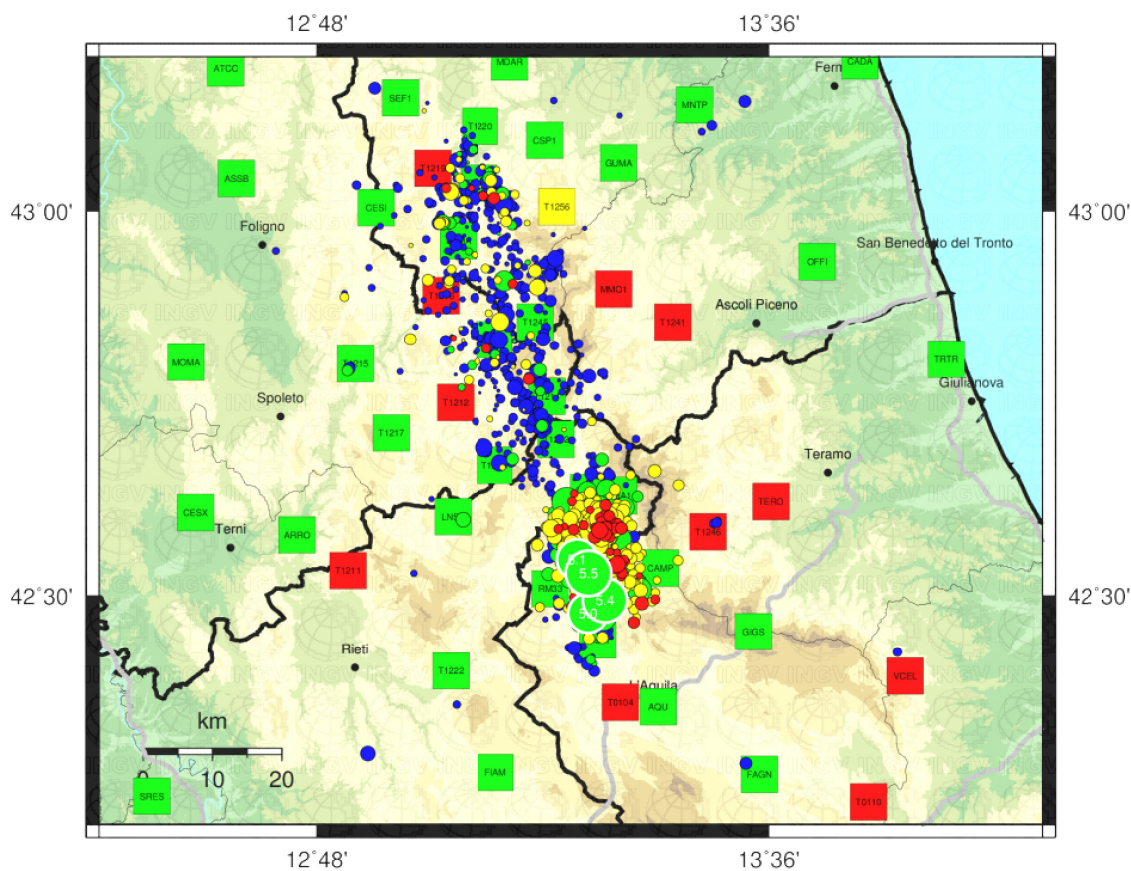 12°48'
13°36'
ATCC
MDAR
CADA
SEF1
MNTP
T1220
CSP1
GUMA
ASSB
CESI
T1256
43°00'
43°00'
Foligno
San Benedetto del Tronto
OFFI
MMO1
Ascoli Piceno
T1241
MOMA
TRTR
Giulianova
Spoleto
T1212
T1217
Teramo
CESX
TERO
Terni
ARRO
T1246
T1211
CAMP
5.5
RM33
5.4
42°30'
42°30'
GIGS
Rieti
T1222
VCEL
L'Aquila
T0104
AQU
km
0 10 20
FIAM
FAGN
SRES
T0110
12°48'
13°36'